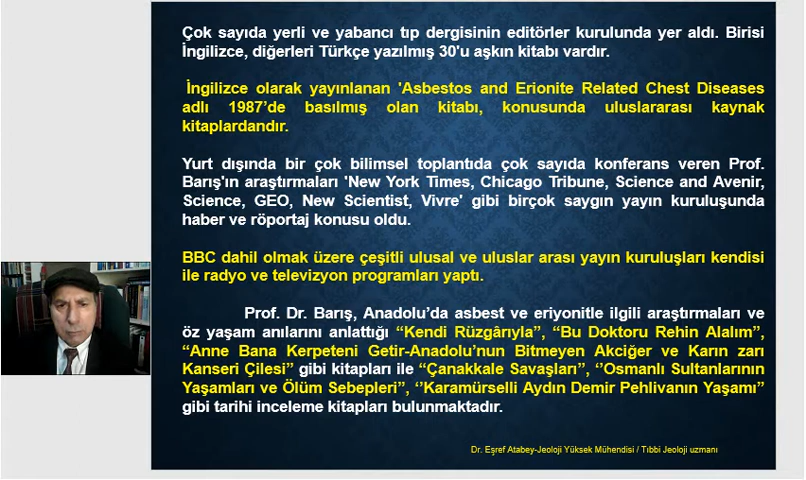 Çok sayıda yerli ve yabancı tıp dergisinin editörler kurulunda yer aldı. Birisi
İngilizce, diğerleri Türkçe yazılmış 30'u aşkın kitabı vardır.
İngilizce olarak yayınlanan 'Asbestos and Erionite Related Chest Diseases
adlı 1987’de basılmış olan kitabı, konusunda uluslararası kaynak
kitaplardandır.
Yurt dışında bir çok bilimsel toplantıda çok sayıda konferans veren Prof.
Barış'ın araştırmaları 'New York Times, Chicago Tribune, Science and Avenir,
Science, GEO, New Scientist, Vivre' gibi birçok saygın yayın kuruluşunda
haber ve röportaj konusu oldu.
BBC dahil olmak üzere çeşitli ulusal ve uluslar arası yayın kuruluşları kendisi
ile radyo ve televizyon programları yaptı.
Prof. Dr. Barış, Anadolu’da asbest ve eriyonitle ilgili araştırmaları ve
öz yaşam anılarını anlattığı “Kendi Rüzgârıyla”, “Bu Doktoru Rehin Alalım”,
“Anne Bana Kerpeteni Getir-Anadolu’nun Bitmeyen Akciğer ve Karın zarı
Kanseri Çilesi” gibi kitapları ile “Çanakkale Savaşları”, ‘’Osmanlı Sultanlarının
Yaşamları ve Ölüm Sebepleri”, ‘’Karamürselli Aydın Demir Pehlivanın Yaşamı”
gibi tarihi inceleme kitapları bulunmaktadır.
Dr. Eşref Atabey-Jeoloji Yüksek Mühendisi / Tıbbi Jeoloji uzmanı